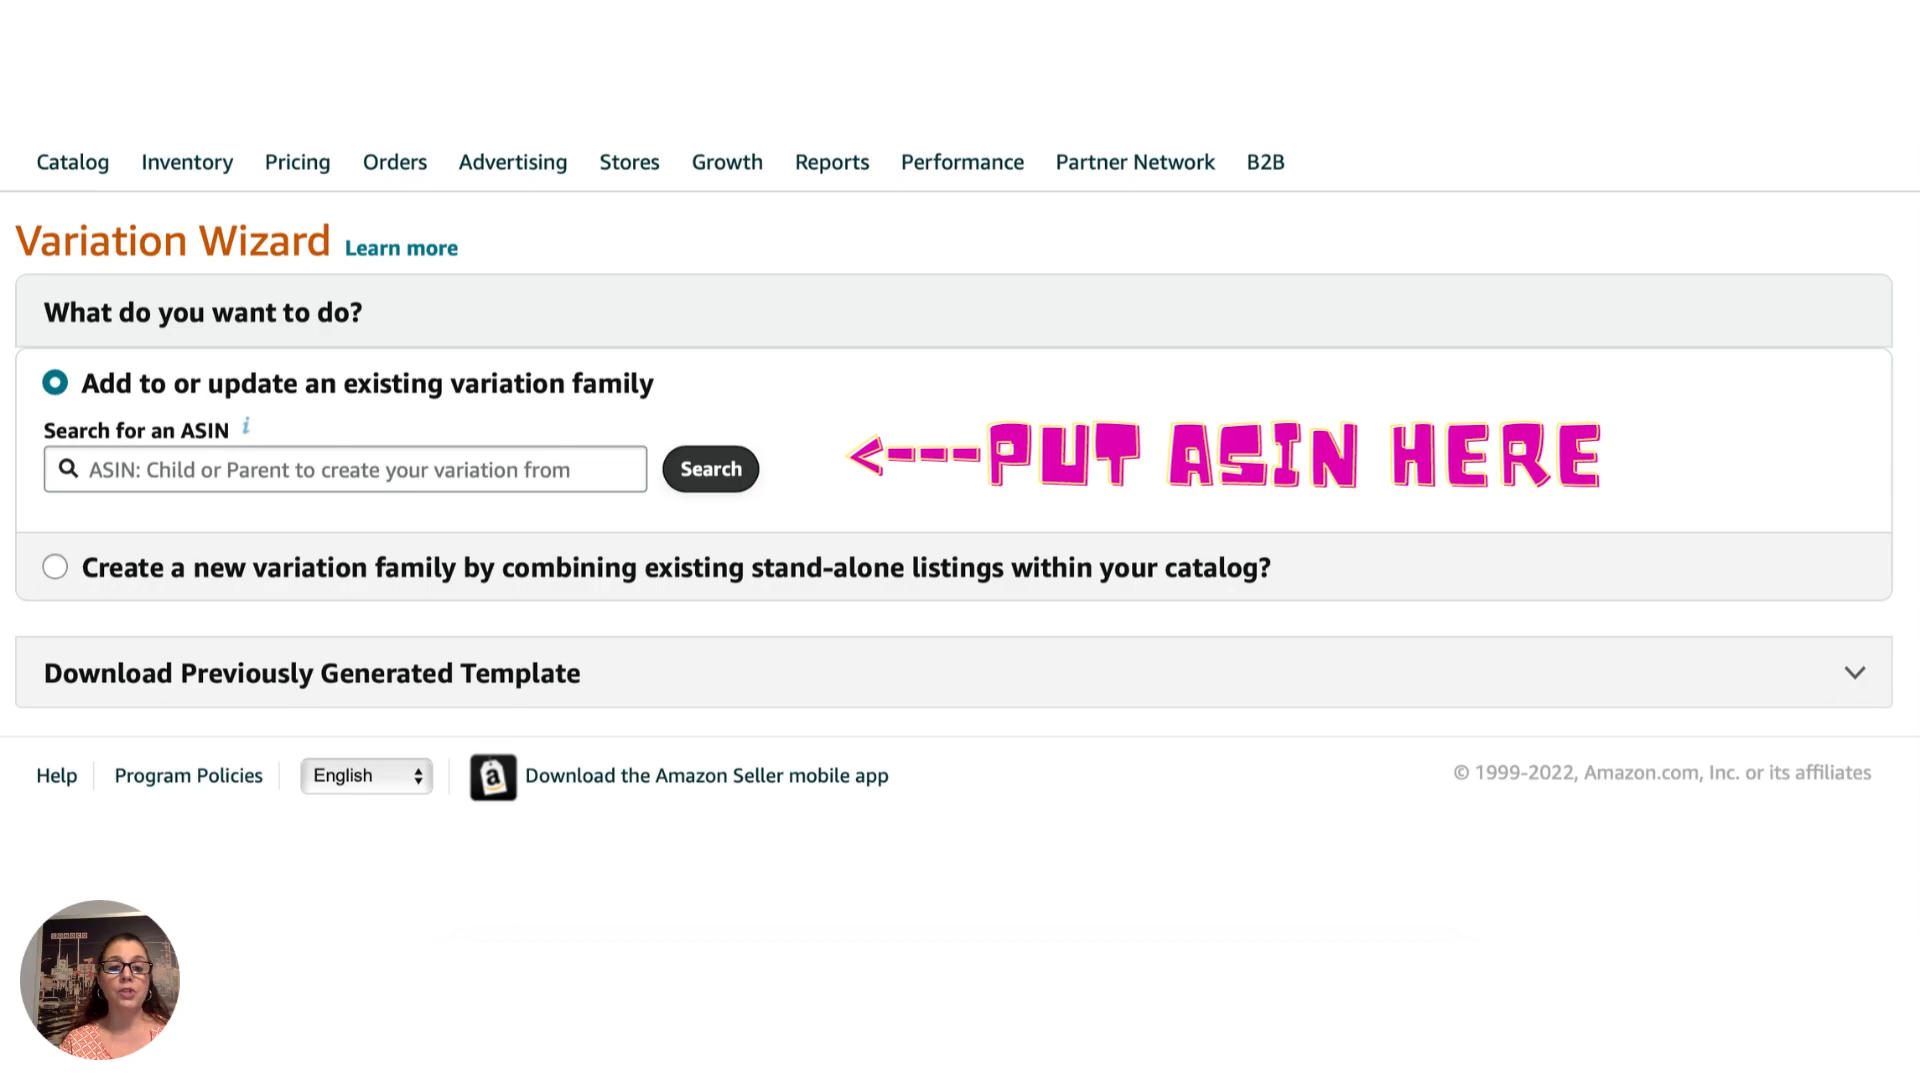 Catalog Inventory Pricing Orders Advertising Stores Growth Reports Performance Partner Network B2B
Variation Wizard Learn more
What do you want to do?
Add to or update an existing variation family
Search for an ASIN i
ASIN: Child or Parent to create your variation from Search
<---PUT ASIN HERE
Create a new variation family by combining existing stand-alone listings within your catalog?
Download Previously Generated Template
Help Program Policies English a Download the Amazon Seller mobile app © 1999-2022, Amazon.com, Inc. or its affiliates
SUNOCO